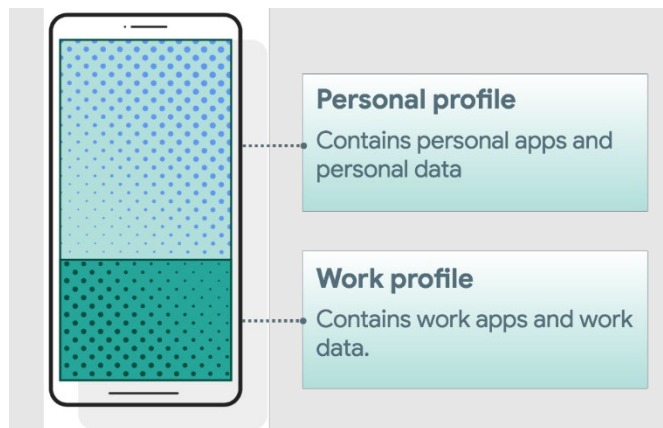 Personal profile
Contains personal apps and
personal data
Work profile
Contains work apps and work
data.